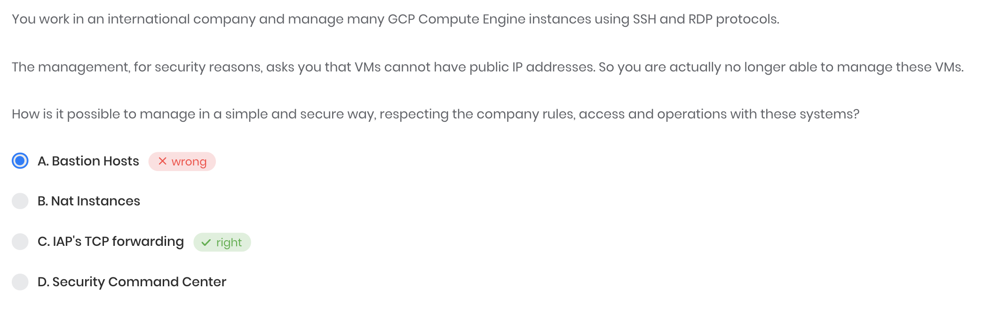 You work in an international company and manage many GCP Compute Engine instances using SSH and RDP protocols.
The management, for security reasons, asks you that VMs cannot have public IP addresses. So you are actually no longer able to manage these VMs.
How is it possible to manage in a simple and secure way, respecting the company rules, access and operations with these systems?
A. Bastion Hosts wrong
B. Nat Instances
C. IAP's TCP forwarding right
D. Security Command Center